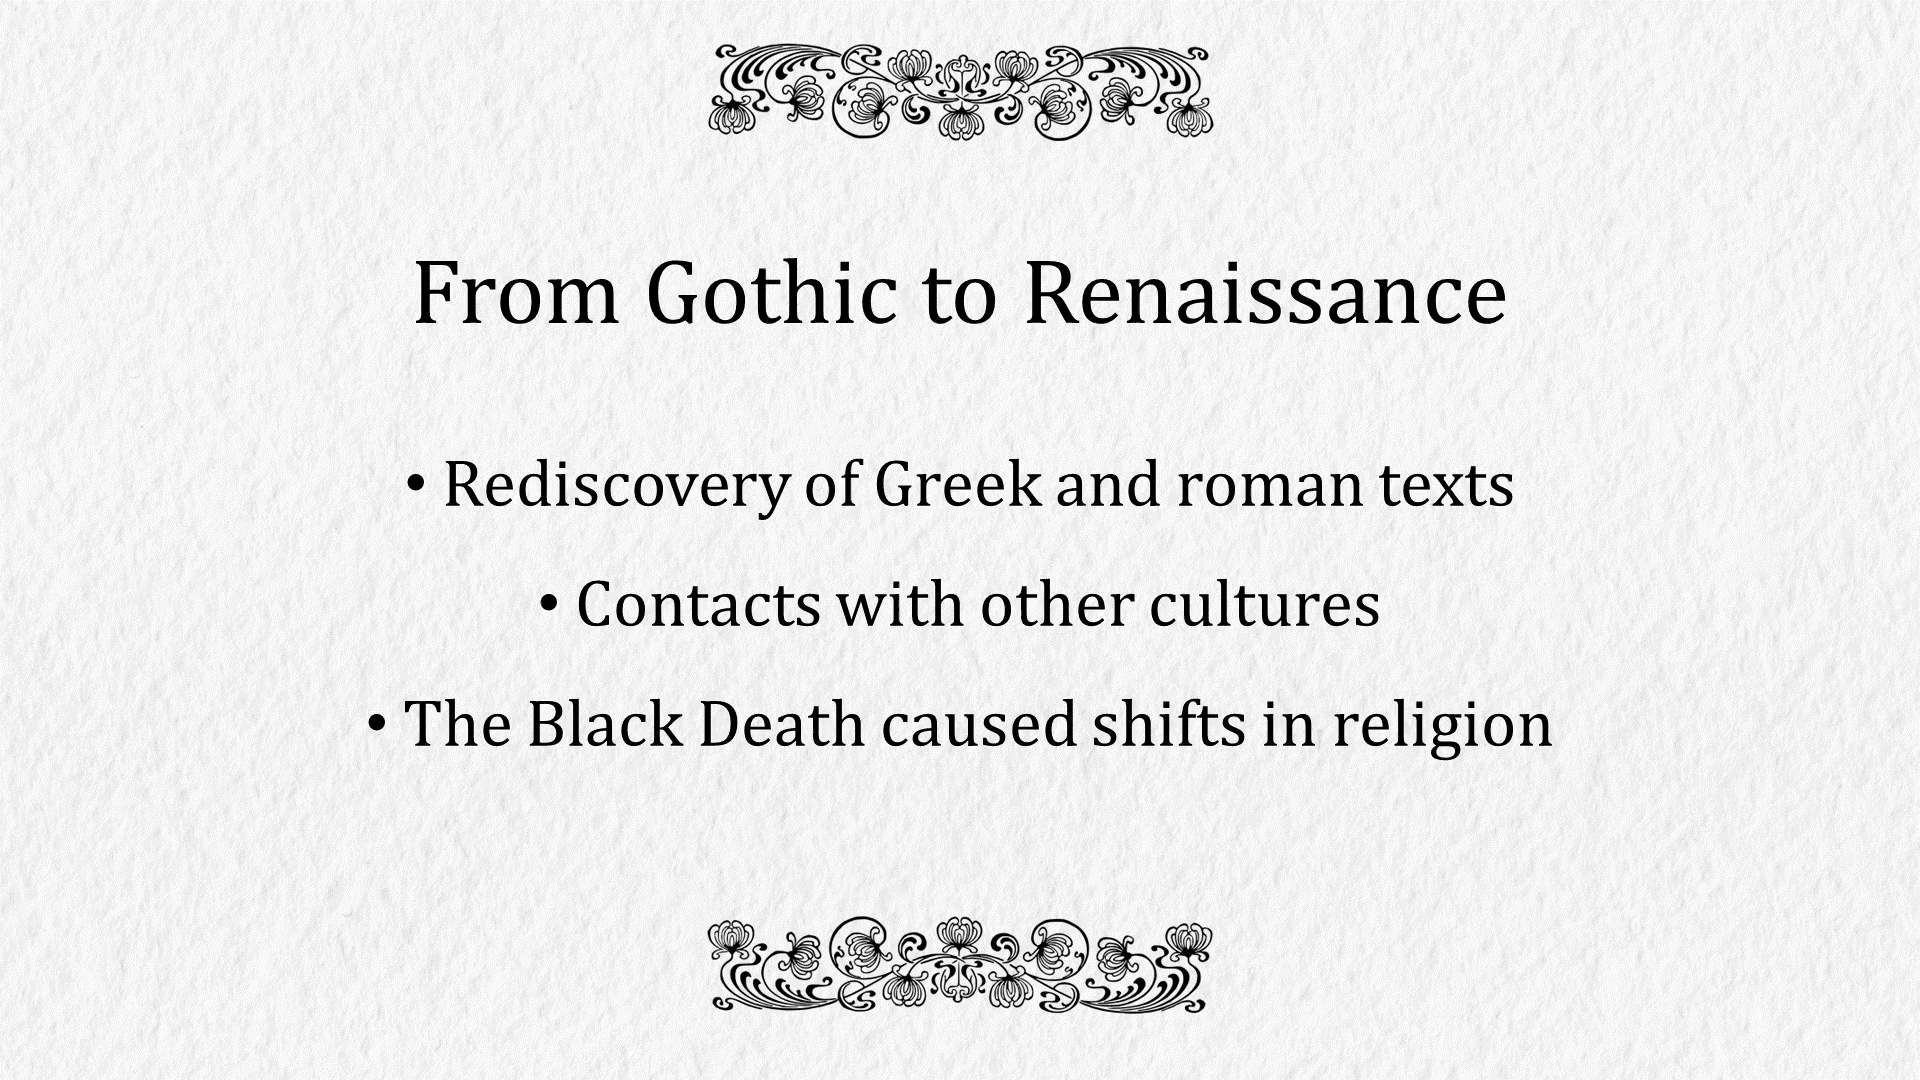 From Gothic to Renaissance
• Rediscovery of Greek and roman texts
• Contacts with other cultures
• The Black Death caused shifts in religion